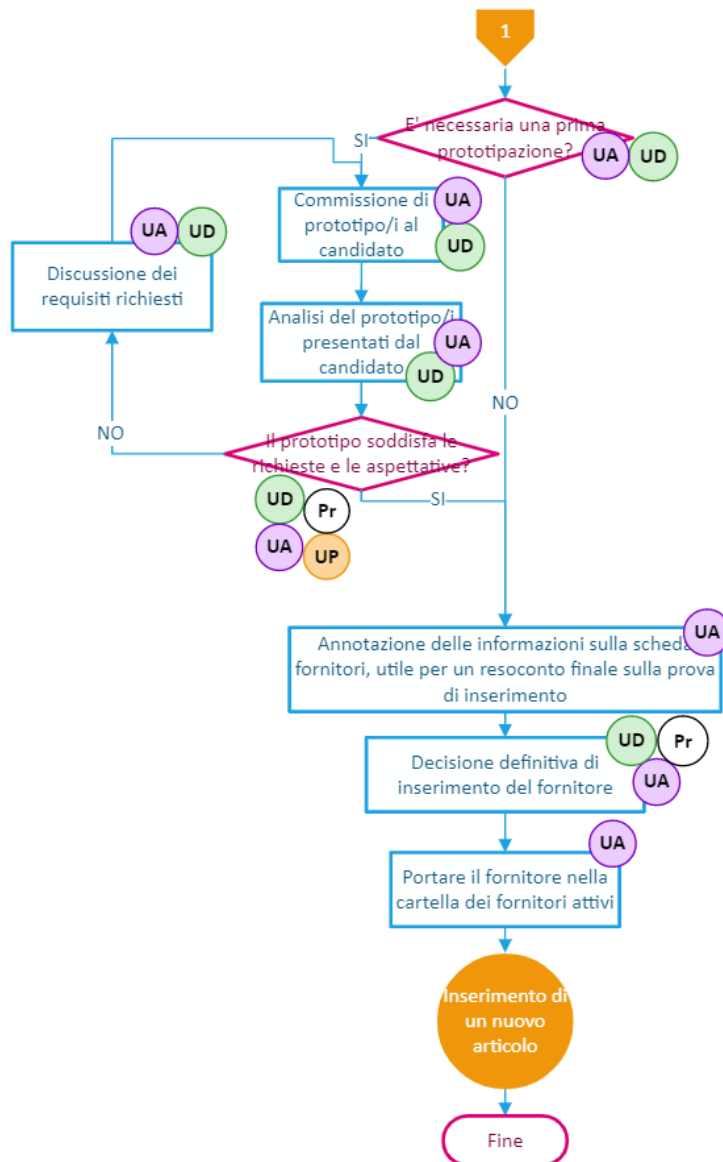 1
E' necessaria una prima
prototipazione?
UA
UD
SI
Commissione di
prototipo/i al
candidato
UA
UD
UA
UD
Discussione dei
requisiti richiesti
Analisi del prototipo/i
presentati dal
candidato
UA
UD
NO
NO
Il prototipo soddisfa le
richieste e le aspettative?
SI
UD
Pr
UA
UP
UA
Annotazione delle informazioni sulla scheda
fornitori, utile per un resoconto finale sulla prova
di inserimento
UD
Pr
UA
Decisione definitiva di
inserimento del fornitore
UA
Portare il fornitore nella
cartella dei fornitori attivi
Inserimento di
un nuovo
articolo
Fine